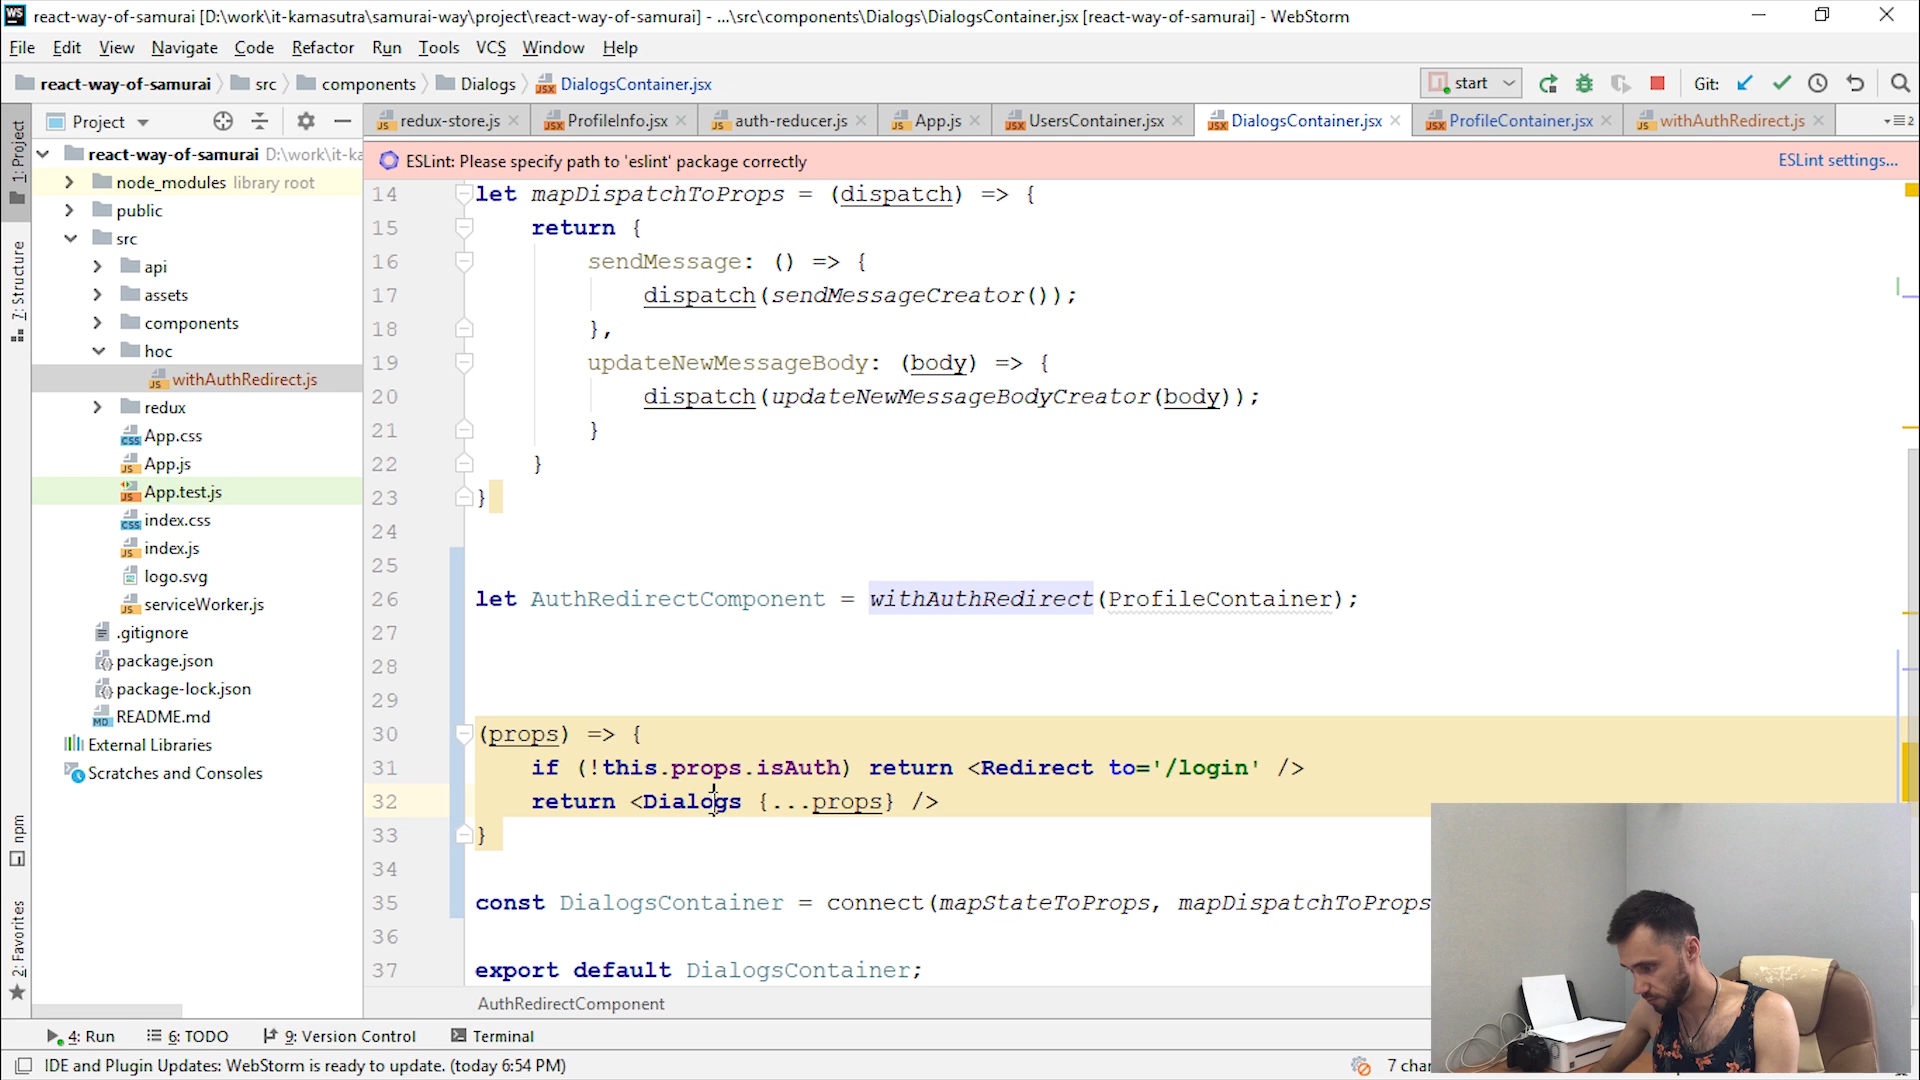 WS react-way-of-samurai [D:\work\it-kamasutra\samurai-way\project\react-way-of-samurai] - ...\src\components\Dialogs\DialogsContainer.jsx [react-way-of-samurai] - WebStorm
File Edit View Navigate Code Refactor Run Tools VCS Window Help
react-way-of-samurai src components Dialogs DialogsContainer.jsx start Git:
Project redux-store.js ProfileInfo.jsx auth-reducer.js App.js UsersContainer.jsx DialogsContainer.jsx ProfileContainer.jsx withAuthRedirect.js
1: Project
7: Structure
npm
2: Favorites
react-way-of-samurai D:\work\it-ka
node_modules library root
public
src
api
assets
components
hoc
withAuthRedirect.js
redux
App.css
App.js
App.test.js
index.css
index.js
logo.svg
serviceWorker.js
.gitignore
package.json
package-lock.json
README.md
External Libraries
Scratches and Consoles
ESLint: Please specify path to 'eslint' package correctly ESLint settings...
14 let mapDispatchToProps = (dispatch) => {
15 return {
16 sendMessage: () => {
17 dispatch(sendMessageCreator());
18 },
19 updateNewMessageBody: (body) => {
20 dispatch(updateNewMessageBodyCreator(body));
21 }
22 }
23 }
24
25
26 let AuthRedirectComponent = withAuthRedirect(ProfileContainer);
27
28
29
30 (props) => {
31 if (!this.props.isAuth) return <Redirect to='/login' />
32 return <Dialogs {...props} />
33 }
34
35 const DialogsContainer = connect(mapStateToProps, mapDispatchToProps
36
37 export default DialogsContainer;
AuthRedirectComponent
4: Run 6: TODO 9: Version Control Terminal
IDE and Plugin Updates: WebStorm is ready to update. (today 6:54 PM) 7 char